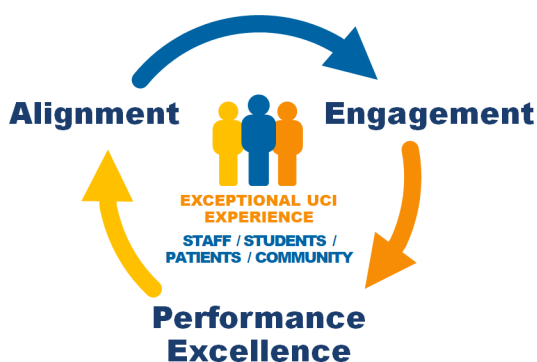 Alignment
Engagement
EXCEPTIONAL UCI
EXPERIENCE
STAFF / STUDENTS /
PATIENTS / COMMUNITY
Performance
Excellence